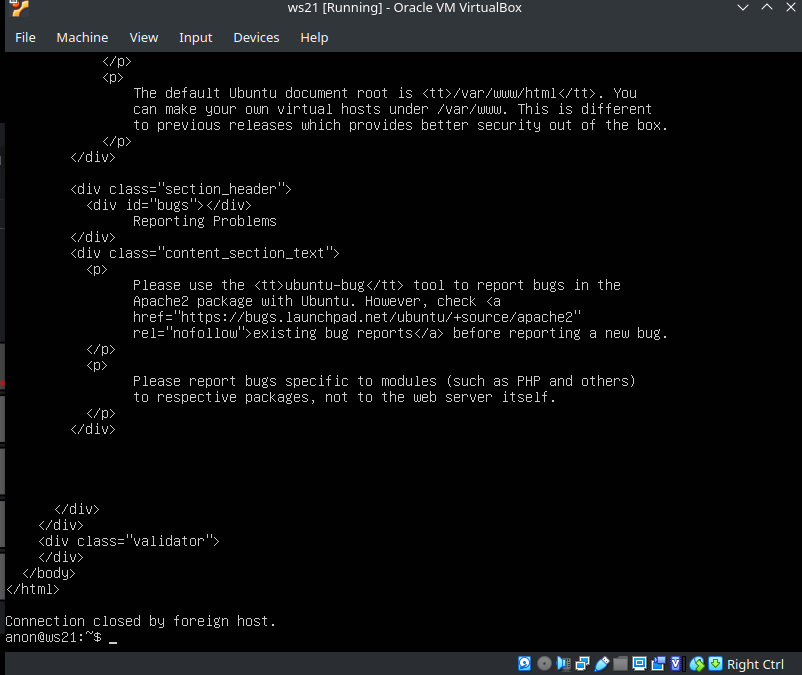 ws21 [Running] - Oracle VM VirtualBox
File Machine View Input Devices Help
</p>
<p>
The default Ubuntu document root is <tt>/var/www/html</tt>. You
can make your own virtual hosts under /var/www. This is different
to previous releases which provides better security out of the box.
</p>
</div>
<div class="section_header">
<div id="bugs"></div>
Reporting Problems
</div>
<div class="content_section_text">
<p>
Please use the <tt>ubuntu-bug</tt> tool to report bugs in the
Apache2 package with Ubuntu. However, check <a
href="https://bugs.launchpad.net/ubuntu/+source/apache2"
rel="nofollow">existing bug reports</a> before reporting a new bug.
</p>
<p>
Please report bugs specific to modules (such as PHP and others)
to respective packages, not to the web server itself.
</p>
</div>
</div>
</div>
<div class="validator">
</div>
</body>
</html>
Connection closed by foreign host.
anon@ws21:~$ _
Right Ctrl